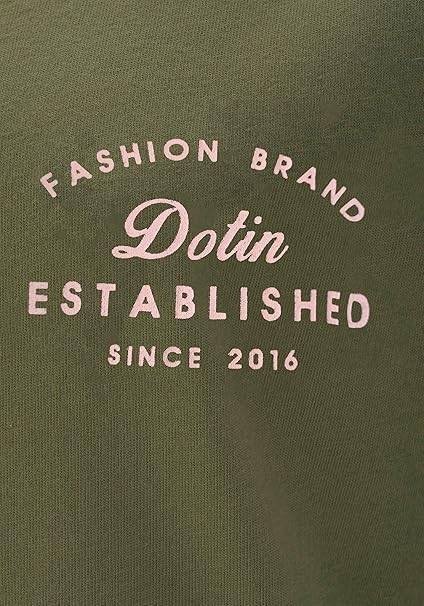 FASHION BRAND
Dotin
ESTABLISHED
SINCE 2016